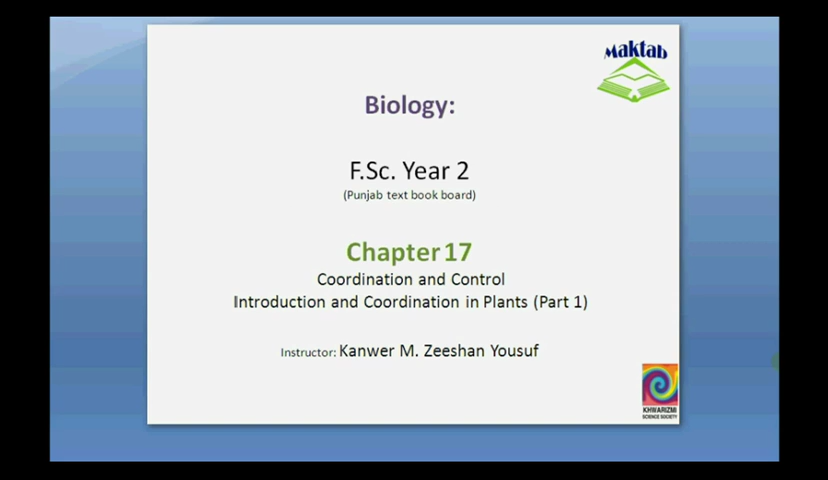 Maktab
Biology:
F.Sc. Year 2
(Punjab text book board)
Chapter 17
Coordination and Control
Introduction and Coordination in Plants (Part 1)
Instructor: Kanwer M. Zeeshan Yousuf
KHWARIZMI
SCIENCE SOCIETY